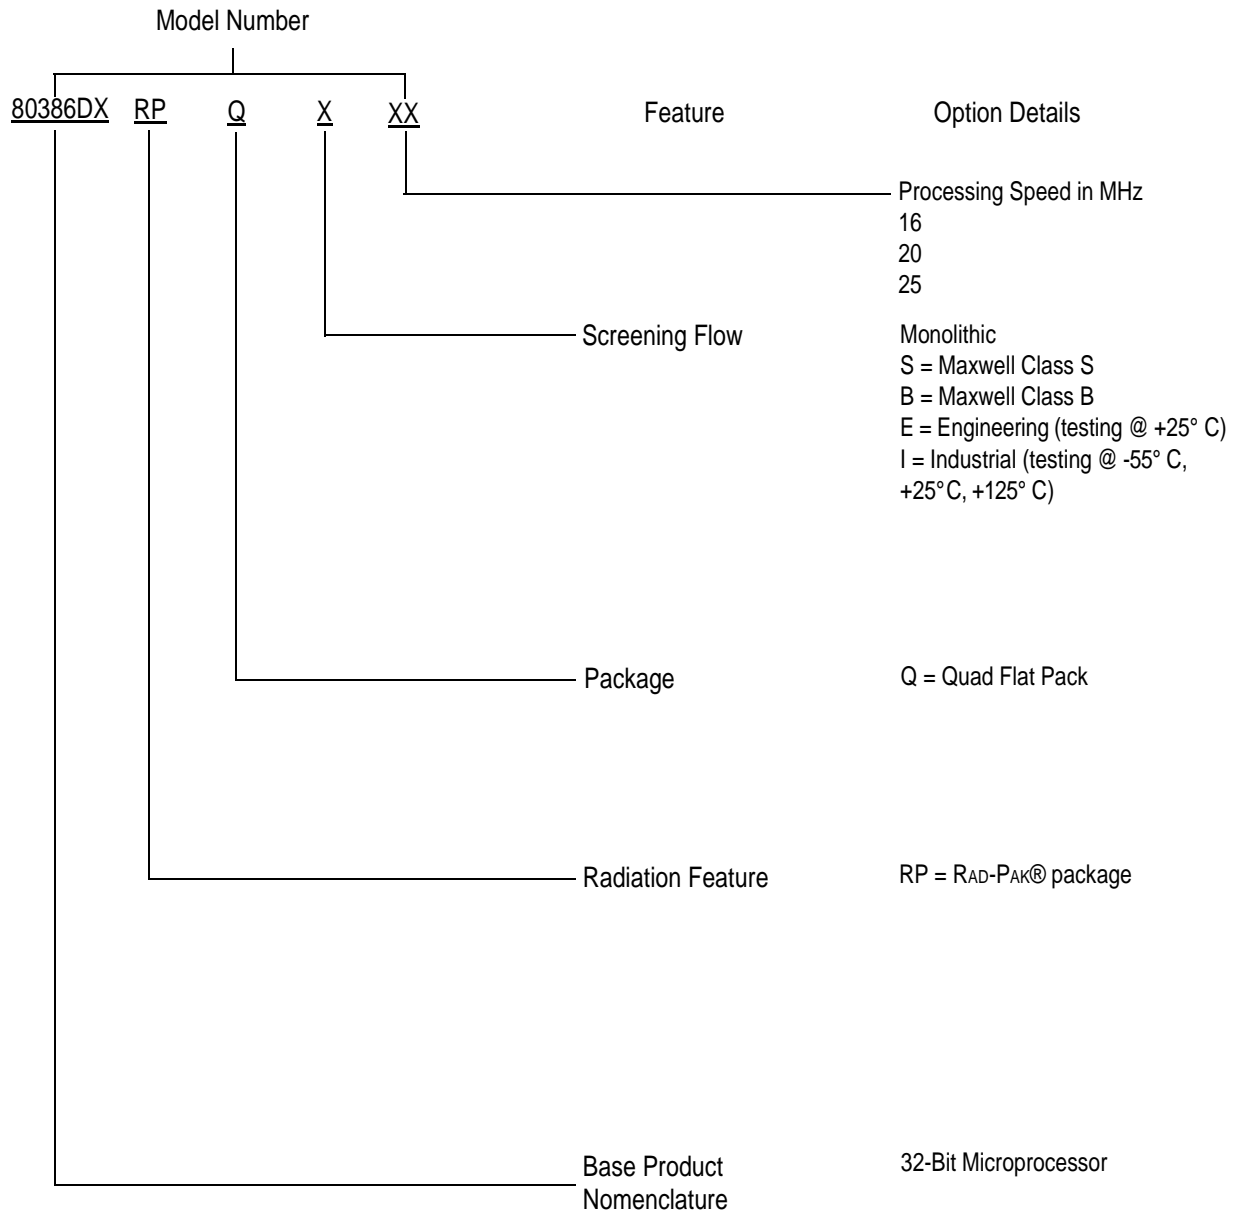 Model Number
80386DX RP Q X XX
Feature Option Details
Processing Speed in MHz
16
20
25
Screening Flow
Monolithic
S = Maxwell Class S
B = Maxwell Class B
E = Engineering (testing @ +25° C)
I = Industrial (testing @ -55° C,
+25°C, +125° C)
Package
Q = Quad Flat Pack
Radiation Feature
RP = RAD-PAK® package
Base Product
Nomenclature
32-Bit Microprocessor